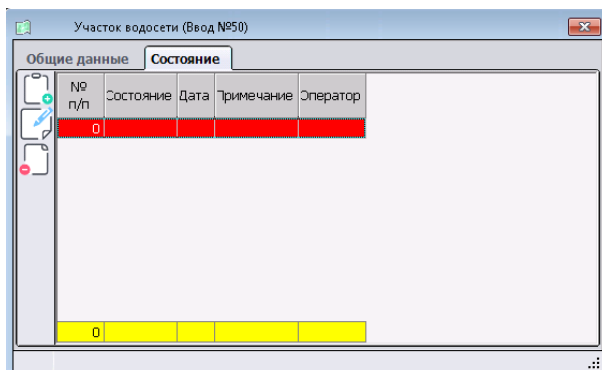 Участок водосети (Ввод №50)
Общие данные Состояние
№ п/п Состояние Дата Примечание Оператор
0
0